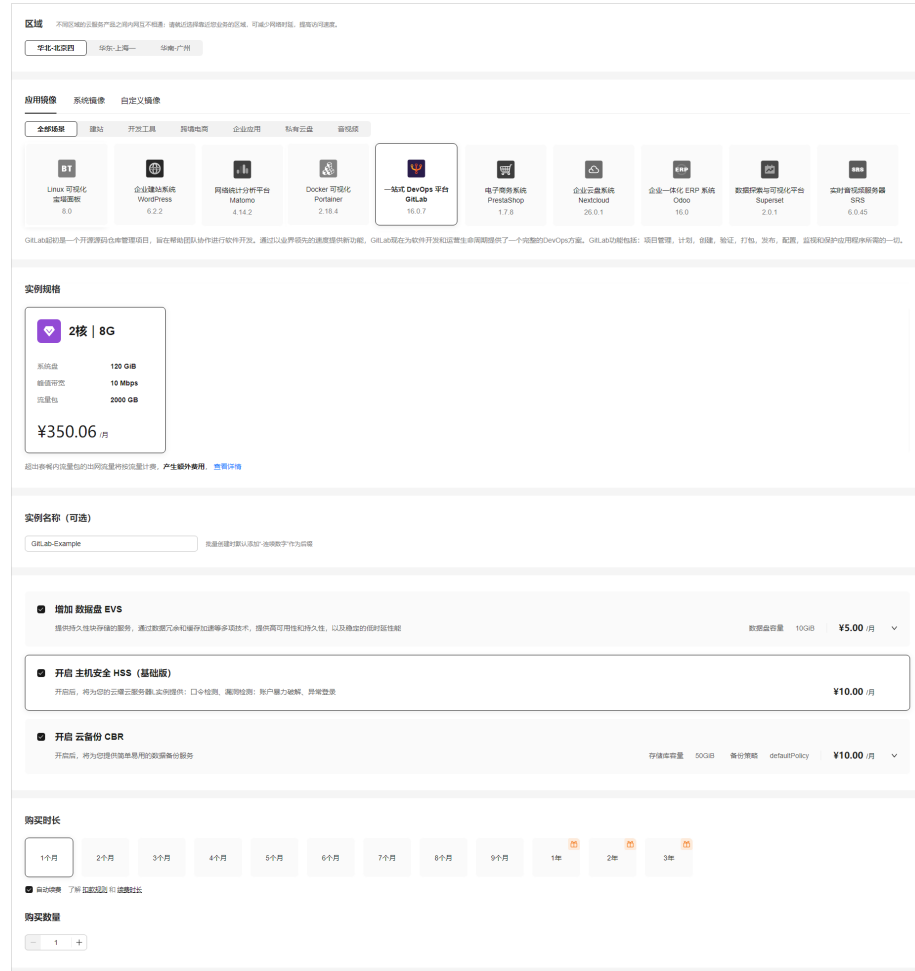 区域 不同区域的云服务产品之间内网互不相通；请就近选择靠近您业务的区域，可减少网络时延，提高访问速度。
华北-北京四 华东-上海一 华南-广州
应用镜像 系统镜像 自定义镜像
全部场景 建站 开发工具 跨境电商 企业应用 私有云盘 音视频
BT ERP SRS
Linux 可视化 企业建站系统 网络统计分析平台 Docker 可视化 一站式 DevOps 平台 电子商务系统 企业云盘系统 企业一体化 ERP 系统 数据探索与可视化平台 实时音视频服务器
宝塔面板 WordPress Matomo Portainer GitLab PrestaShop Nextcloud Odoo Superset SRS
8.0 6.2.2 4.14.2 2.18.4 16.0.7 1.7.8 26.0.1 16.0 2.0.1 6.0.45
GitLab起初是一个开源源码仓库管理项目，旨在帮助团队协作进行软件开发。通过以业界领先的速度提供新功能，GitLab现在为软件开发和运营生命周期提供了一个完整的DevOps方案。GitLab功能包括：项目管理，计划，创建，验证，打包，发布，配置，监视和保护应用程序所需的一切。
实例规格
2核 | 8G
系统盘 120 GiB
峰值带宽 10 Mbps
流量包 2000 GB
¥350.06 /月
超出套餐内流量包的出网流量将按流量计费，产生额外费用。 查看详情
实例名称（可选）
GitLab-Example 批量创建时默认添加“-连续数字”作为后缀
增加 数据盘 EVS
提供持久性块存储的服务，通过数据冗余和缓存加速等多项技术，提供高可用性和持久性，以及稳定的低时延性能 数据盘容量 10GiB ¥5.00 /月
开启 主机安全 HSS（基础版）
开启后，将为您的云耀云服务器L实例提供：口令检测、漏洞检测；账户暴力破解、异常登录 ¥10.00 /月
开启 云备份 CBR
开启后，将为您提供简单易用的数据备份服务 存储库容量 50GiB 备份策略 defaultPolicy ¥10.00 /月
购买时长
1个月 2个月 3个月 4个月 5个月 6个月 7个月 8个月 9个月 1年 2年 3年
自动续费 了解 扣款规则 和 续费时长
购买数量
− 1 +